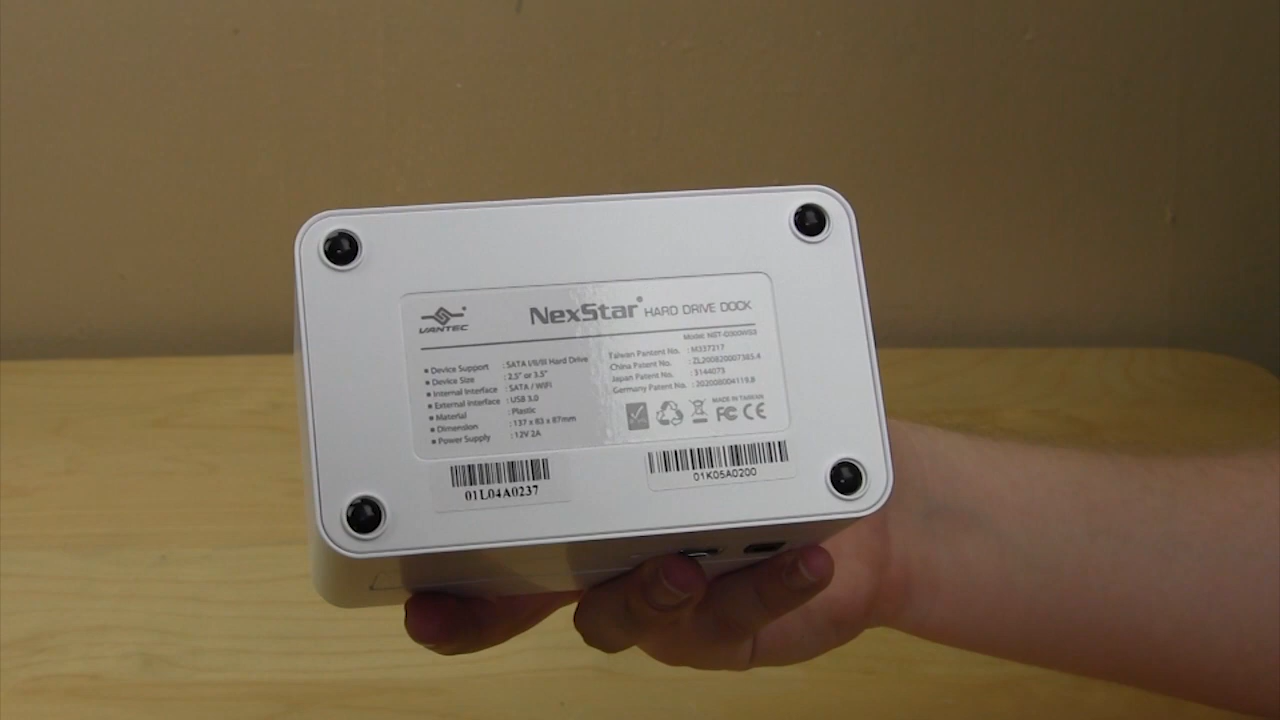 VANTEC
NexStar® HARD DRIVE DOCK
Model: NST-D300WS3
Device Support : SATA I/II/III Hard Drive
Device Size : 2.5" or 3.5"
Internal Interface : SATA / WiFi
External Interface : USB 3.0
Material : Plastic
Dimension : 137 x 83 x 87mm
Power Supply : 12V 2A
Taiwan Pantent No. : M337217
China Patent No. : ZL200820007385.4
Japan Patent No. : 3144073
Germany Patent No. : 202008004119.8
MADE IN TAIWAN
FC CE
01L04A0237
01K05A0200